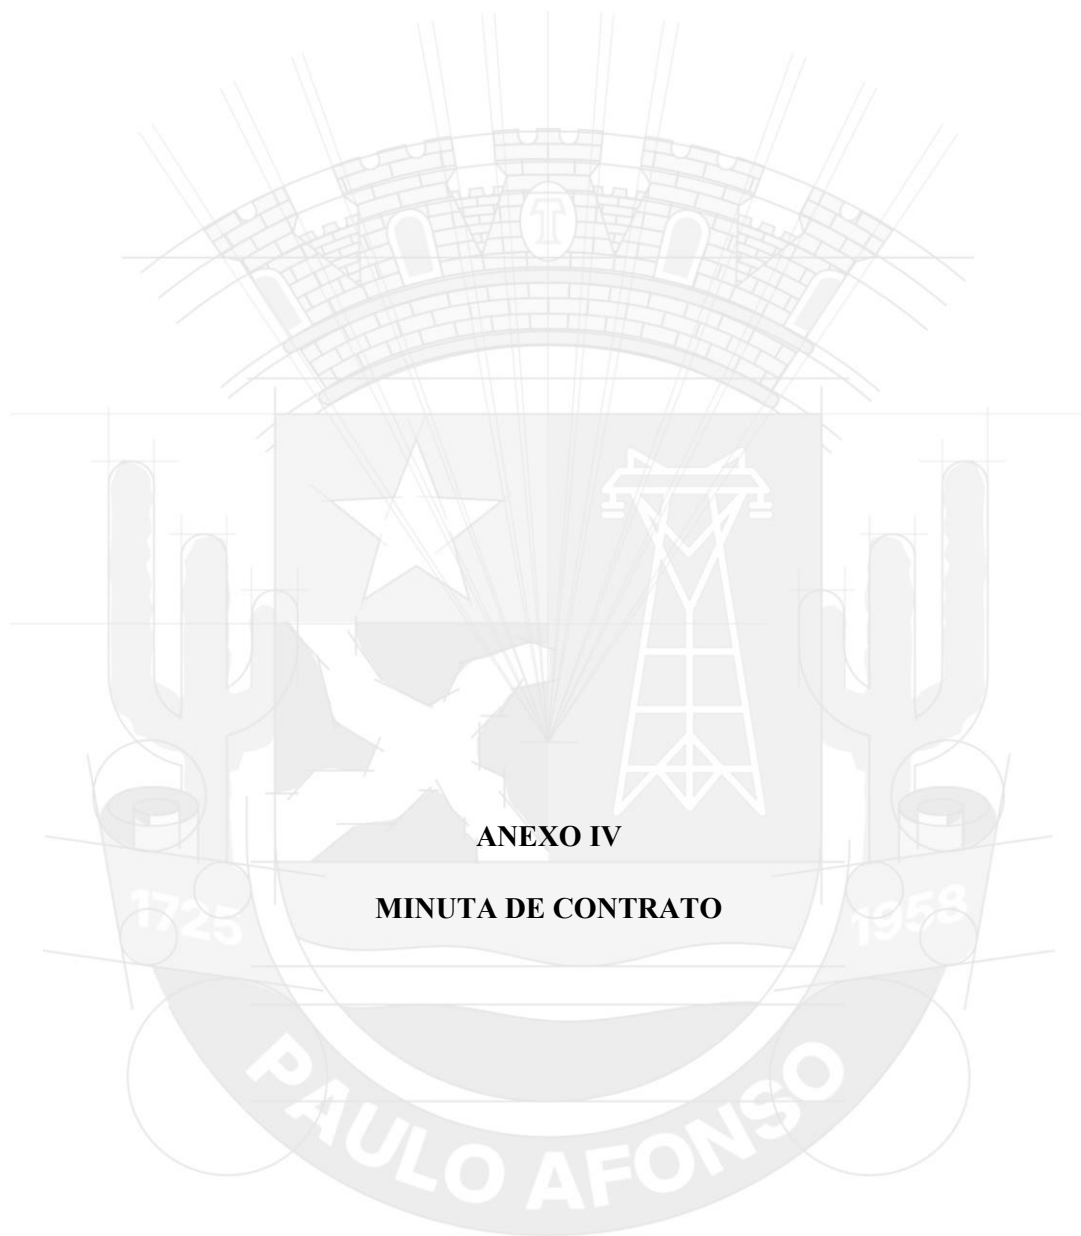 ANEXO IV
MINUTA DE CONTRATO
1725
1958
PAULO AFONSO
T